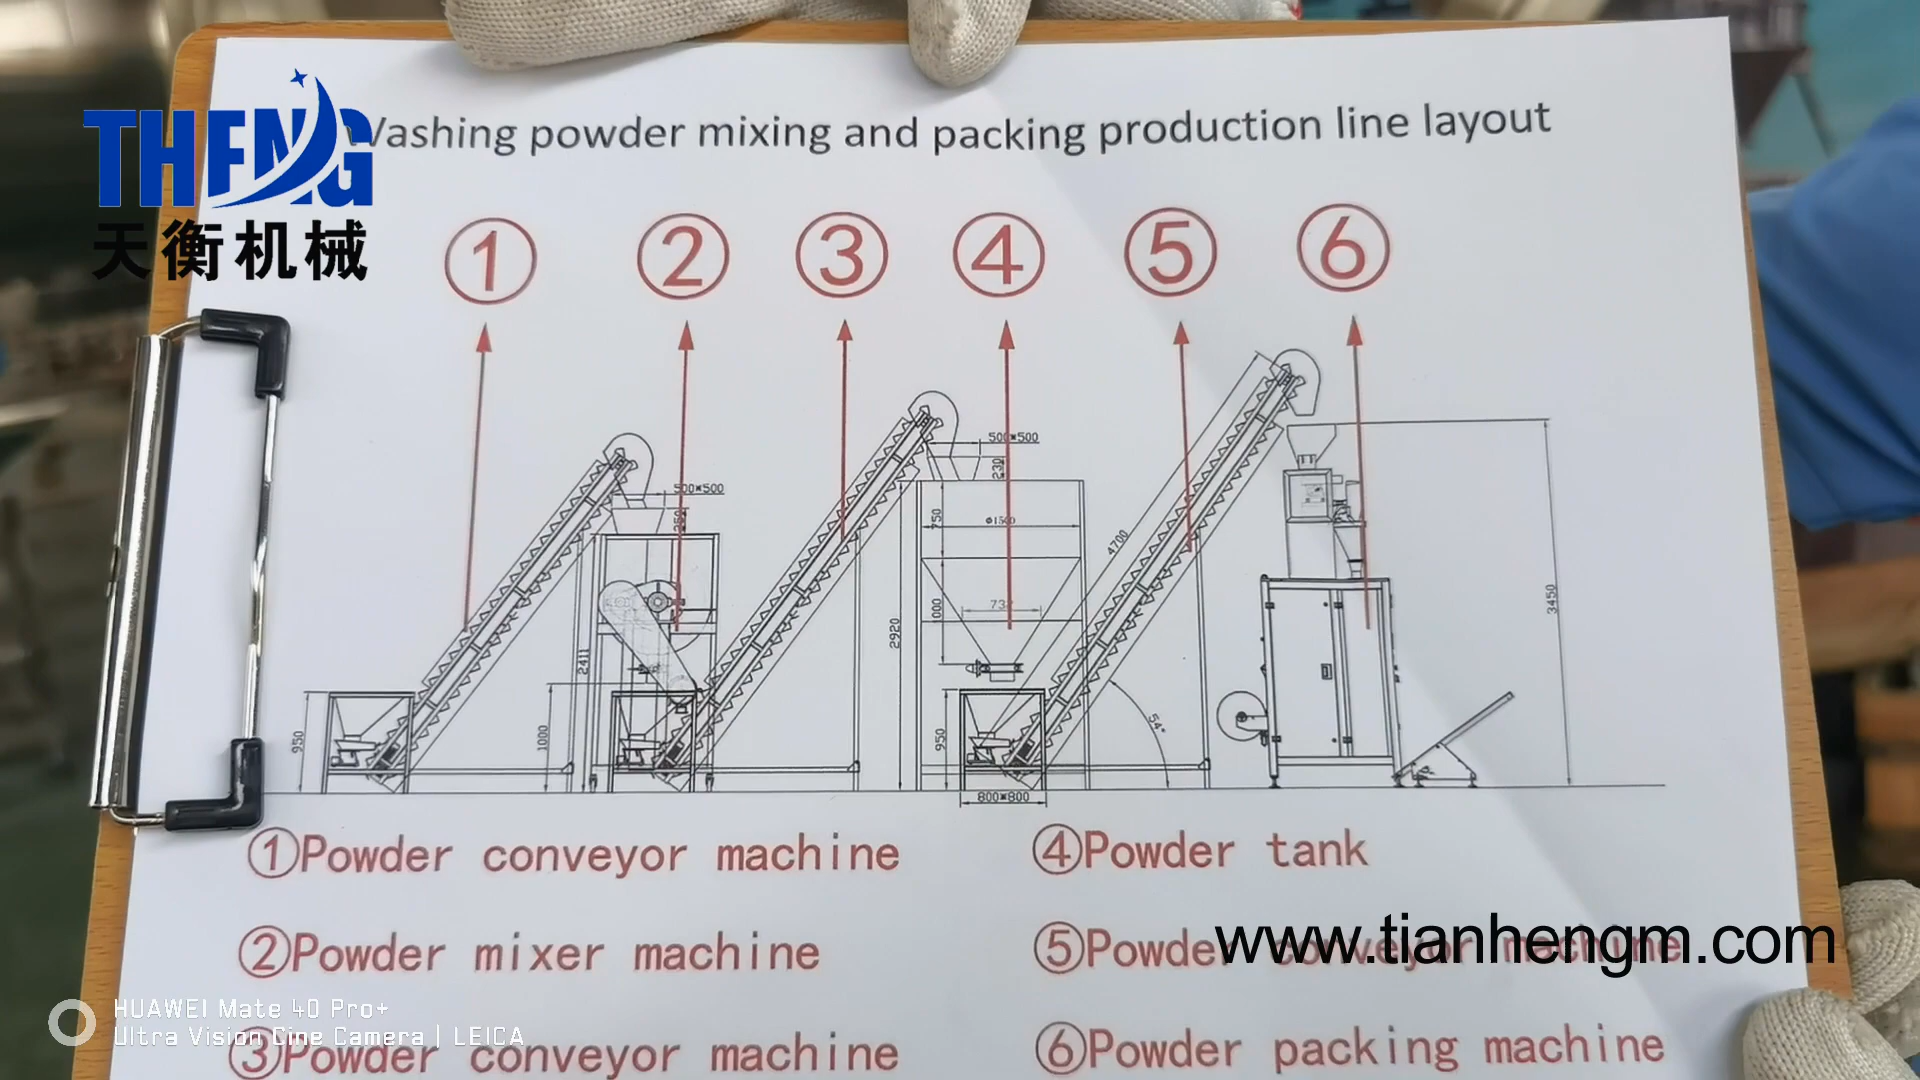 THENG
天衡机械
Washing powder mixing and packing production line layout
① ② ③ ④ ⑤ ⑥
500*500
500*500
230
250
750
Φ1500
4700
1000
2920
2411
3450
950
1000
950
54°
800*800
①Powder conveyor machine
④Powder tank
②Powder mixer machine
⑤Powder conveyor machine
www.tianhengm.com
③Powder conveyor machine
⑥Powder packing machine
HUAWEI Mate 40 Pro+
Ultra Vision Cine Camera | LEICA